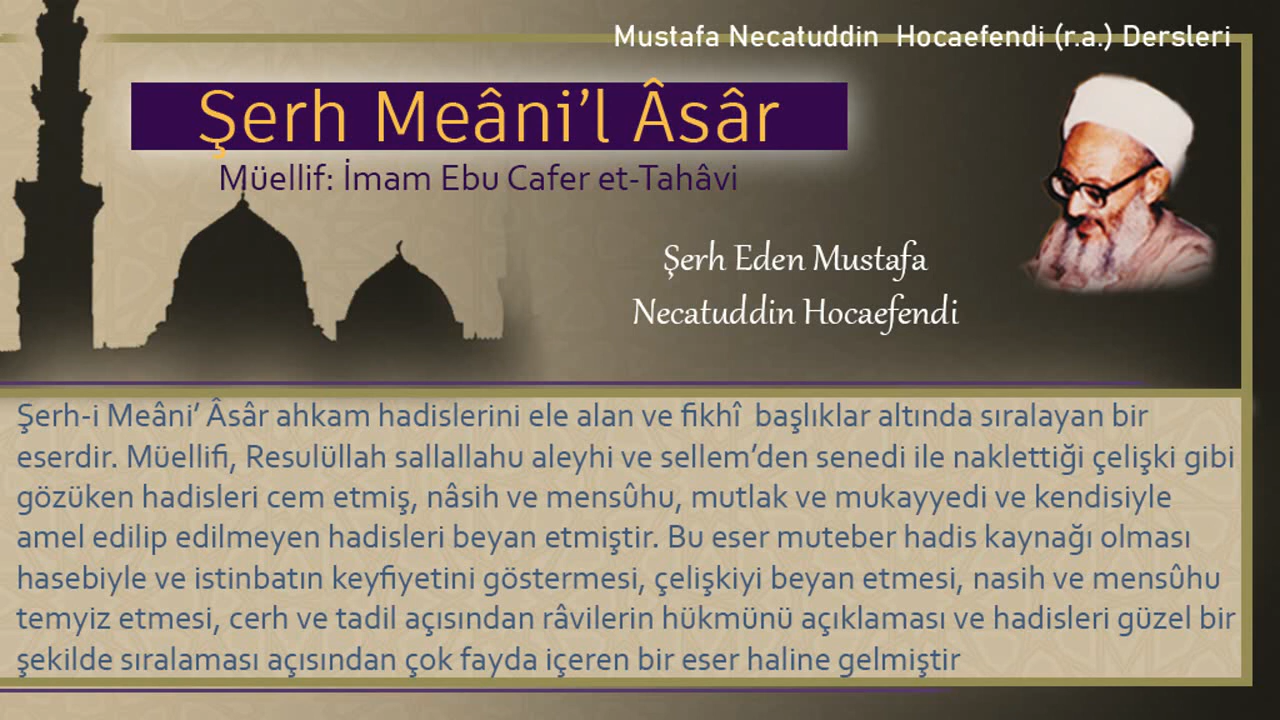 Mustafa Necatuddin Hocaefendi (r.a.) Dersleri
Şerh Meâni’l Âsâr
Müellif: İmam Ebu Cafer et-Tahâvi
Şerh Eden Mustafa
Necatuddin Hocaefendi
Şerh-i Meâni’ Âsâr ahkam hadislerini ele alan ve fikhî başlıklar altında sıralayan bir
eserdir. Müellifi, Resulüllah sallallahu aleyhi ve sellem’den senedi ile naklettiği çelişki gibi
gözüken hadisleri cem etmiş, nâsih ve mensûhu, mutlak ve mukayyedi ve kendisiyle
amel edilip edilmeyen hadisleri beyan etmiştir. Bu eser muteber hadis kaynağı olması
hasebiyle ve istinbatın keyfiyetini göstermesi, çelişkiyi beyan etmesi, nasih ve mensûhu
temyiz etmesi, cerh ve tadil açısından râvilerin hükmünü açıklaması ve hadisleri güzel bir
şekilde sıralaması açısından çok fayda içeren bir eser haline gelmiştir